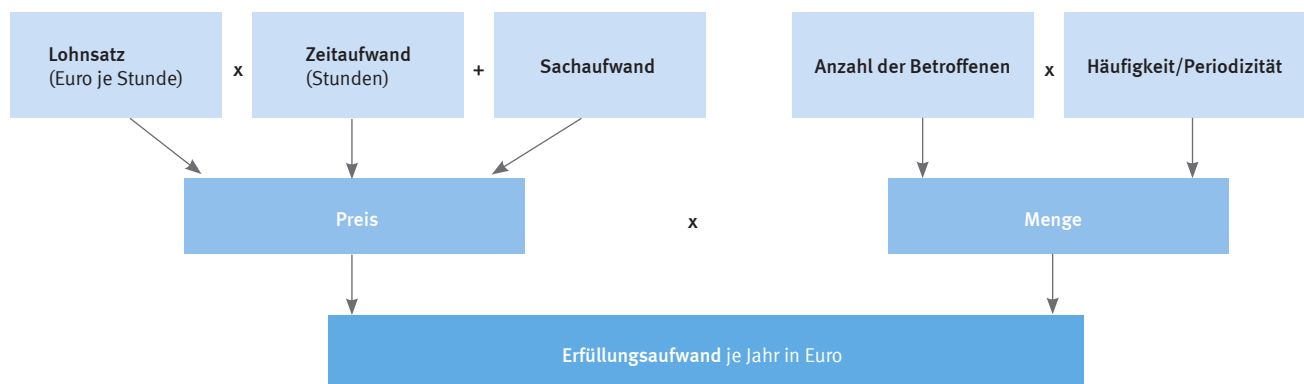 Lohnsatz
(Euro je Stunde)
x
Zeitaufwand
(Stunden)
+
Sachaufwand
Anzahl der Betroffenen
x
Häufigkeit/Periodizität
Preis
x
Menge
Erfüllungsaufwand je Jahr in Euro